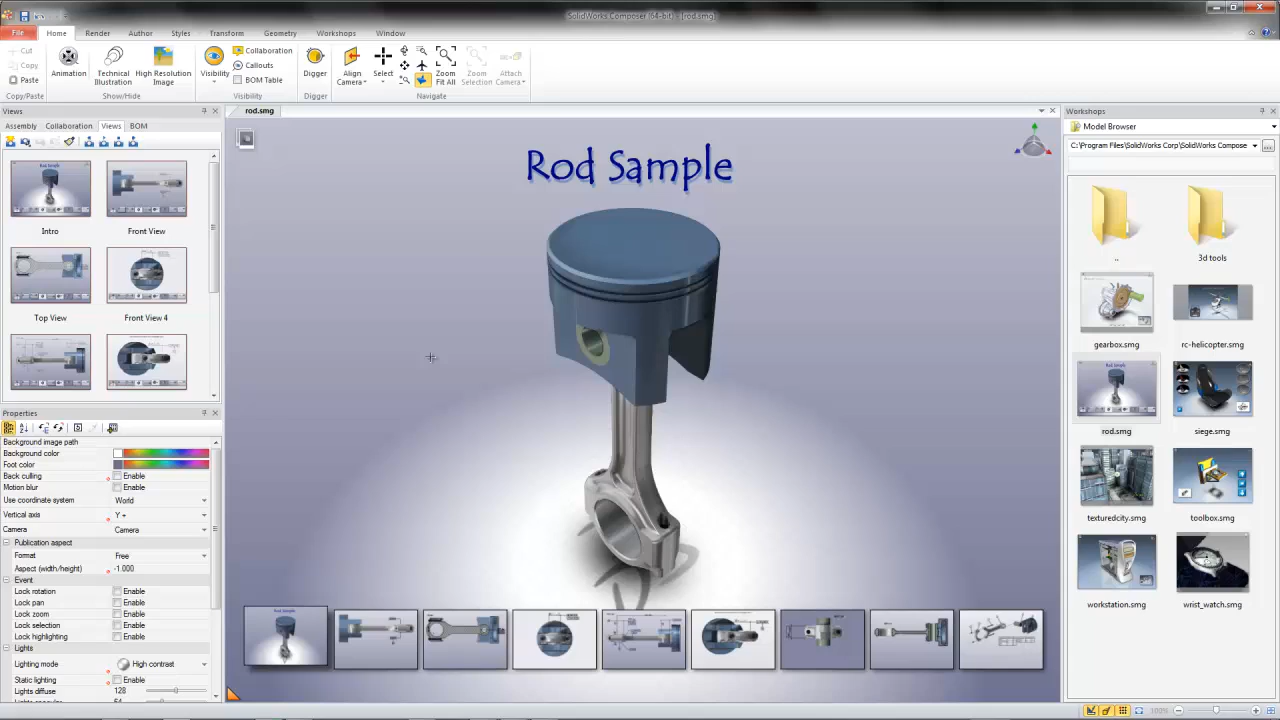 SolidWorks Composer (64-bit) - [rod.smg]
File Home Render Author Styles Transform Geometry Workshops Window
Cut
Copy
Paste
Copy/Paste
Animation
Technical Illustration
High Resolution Image
Show/Hide
Visibility
Collaboration
Callouts
BOM Table
Visibility
Digger
Digger
Align Camera
Select
Zoom Fit All
Zoom Selection
Attach Camera
Navigate
Views
Assembly Collaboration Views BOM
Rod Sample
Intro
Front View
Top View
Front View 4
Properties
Background image path
Background color
Foot color
Back culling Enable
Motion blur Enable
Use coordinate system World
Vertical axis Y +
Camera Camera
Publication aspect
Format Free
Aspect (width/height) -1.000
Event
Lock rotation Enable
Lock pan Enable
Lock zoom Enable
Lock selection Enable
Lock highlighting Enable
Lights
Lighting mode High contrast
Static lighting Enable
Lights diffuse 128
rod.smg
Rod Sample
Rod Sample
Workshops
Model Browser
C:\Program Files\SolidWorks Corp\SolidWorks Compose
...
..
3d tools
gearbox.smg
rc-helicopter.smg
Rod Sample
rod.smg
siege.smg
texturedcity.smg
toolbox.smg
workstation.smg
wrist_watch.smg
100%